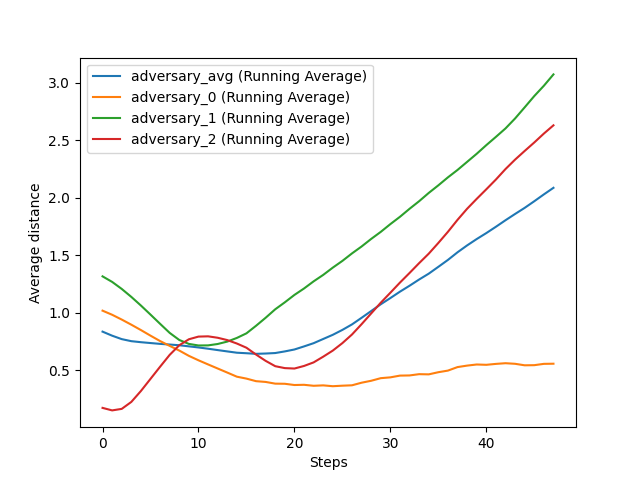 adversary_avg (Running Average)
adversary_0 (Running Average)
adversary_1 (Running Average)
adversary_2 (Running Average)
3.0
2.5
2.0
1.5
1.0
0.5
Average distance
0 10 20 30 40
Steps